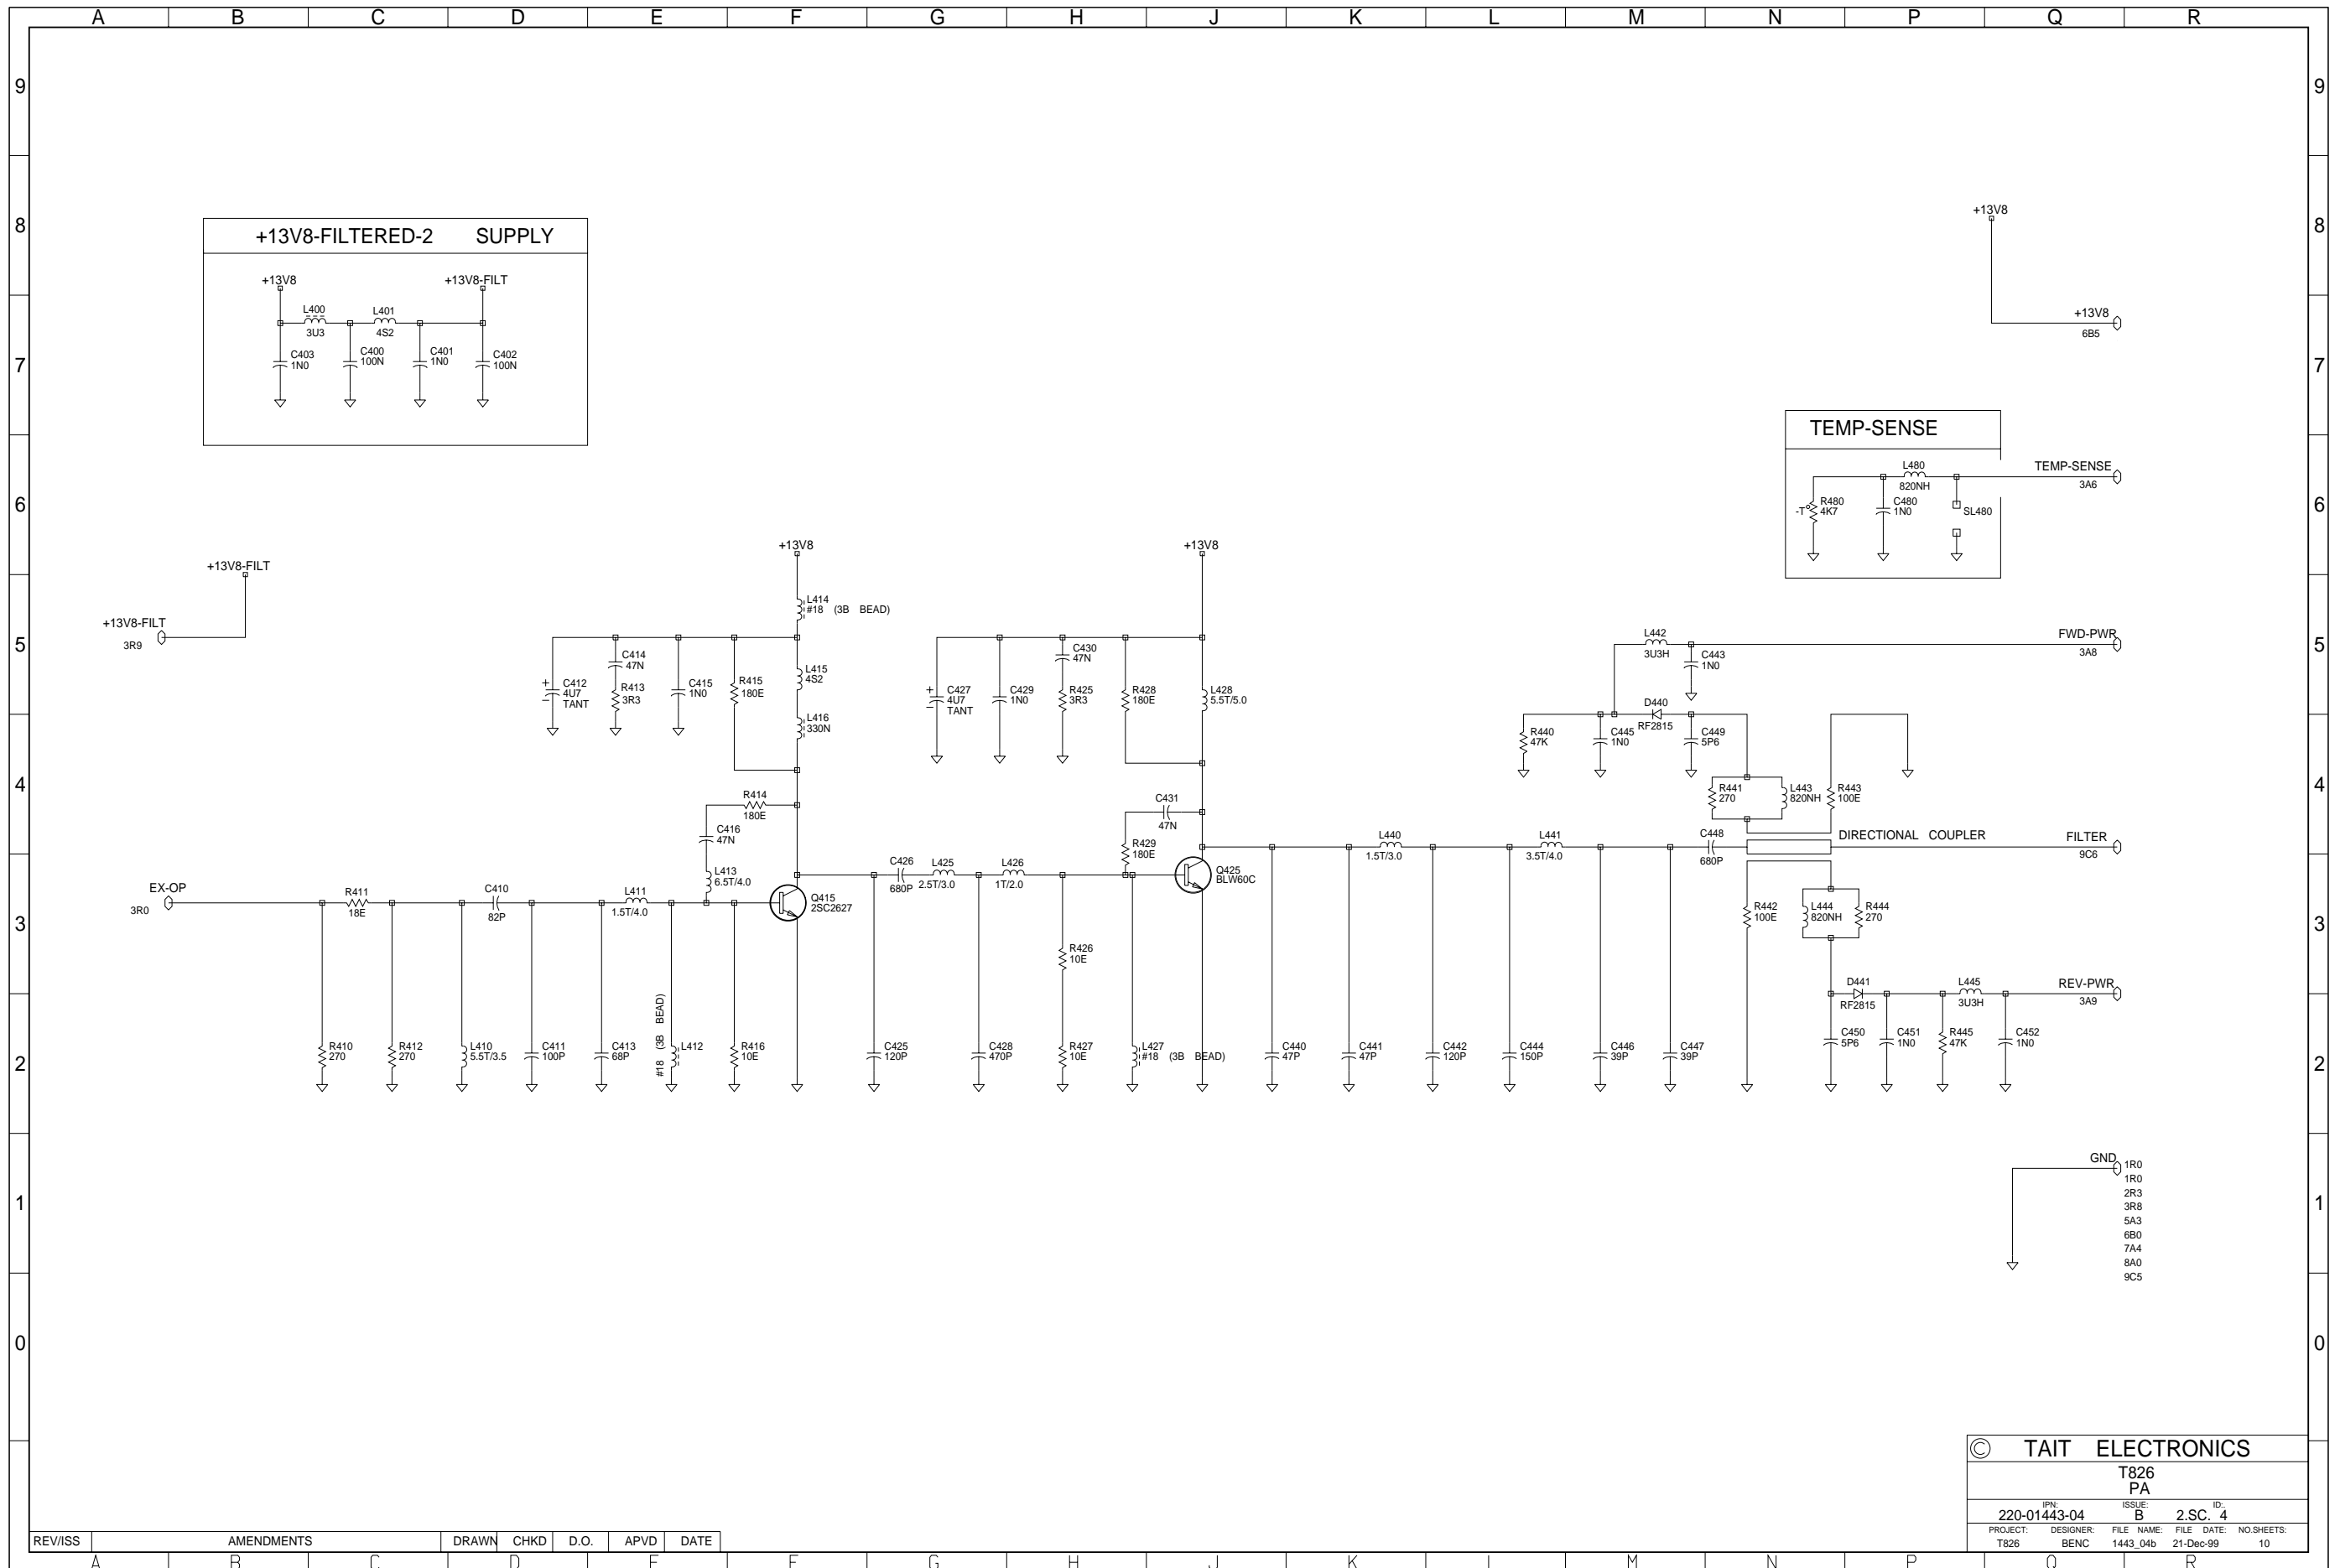 A B C D E F G H J K L M N P Q R
9 9
8 8
7 7
6 6
5 5
4 4
3 3
2 2
1 1
0 0
+13V8-FILTERED-2 SUPPLY
+13V8
+13V8-FILT
L400
3U3
L401
4S2
C403
1N0
C400
100N
C401
1N0
C402
100N
+13V8
+13V8
6B5
TEMP-SENSE
L480
820NH
R480
4K7
-T°
C480
1N0
SL480
TEMP-SENSE
3A6
+13V8-FILT
+13V8-FILT
3R9
+13V8
L414
#18 (3B BEAD)
C412
4U7
TANT
+
–
C414
47N
R413
3R3
C415
1N0
R415
180E
L415
4S2
L416
330N
R414
180E
C416
47N
L413
6.5T/4.0
+13V8
C427
4U7
TANT
+
–
C429
1N0
C430
47N
R425
3R3
R428
180E
L428
5.5T/5.0
C431
47N
R429
180E
L442
3U3H
C443
1N0
FWD-PWR
3A8
D440
RF2815
R440
47K
C445
1N0
C449
5P6
R441
270
L443
820NH
R443
100E
EX-OP
3R0
R411
18E
C410
82P
L411
1.5T/4.0
Q415
2SC2627
C426
680P
L425
2.5T/3.0
L426
1T/2.0
Q425
BLW60C
L440
1.5T/3.0
L441
3.5T/4.0
C448
680P
DIRECTIONAL COUPLER
FILTER
9C6
R442
100E
L444
820NH
R444
270
R426
10E
D441
RF2815
L445
3U3H
REV-PWR
3A9
R410
270
R412
270
L410
5.5T/3.5
C411
100P
C413
68P
#18 (3B BEAD)
L412
R416
10E
C425
120P
C428
470P
R427
10E
L427
#18 (3B BEAD)
C440
47P
C441
47P
C442
120P
C444
150P
C446
39P
C447
39P
C450
5P6
C451
1N0
R445
47K
C452
1N0
GND
1R0
1R0
2R3
3R8
5A3
6B0
7A4
8A0
9C5
© TAIT ELECTRONICS
T826
PA
IPN: ISSUE: ID:.
220-01443-04 B 2.SC. 4
PROJECT: DESIGNER: FILE NAME: FILE DATE: NO.SHEETS:
T826 BENC 1443_04b 21-Dec-99 10
REV/ISS AMENDMENTS DRAWN CHKD D.O. APVD DATE
A B C D E F G H J K L M N P Q R